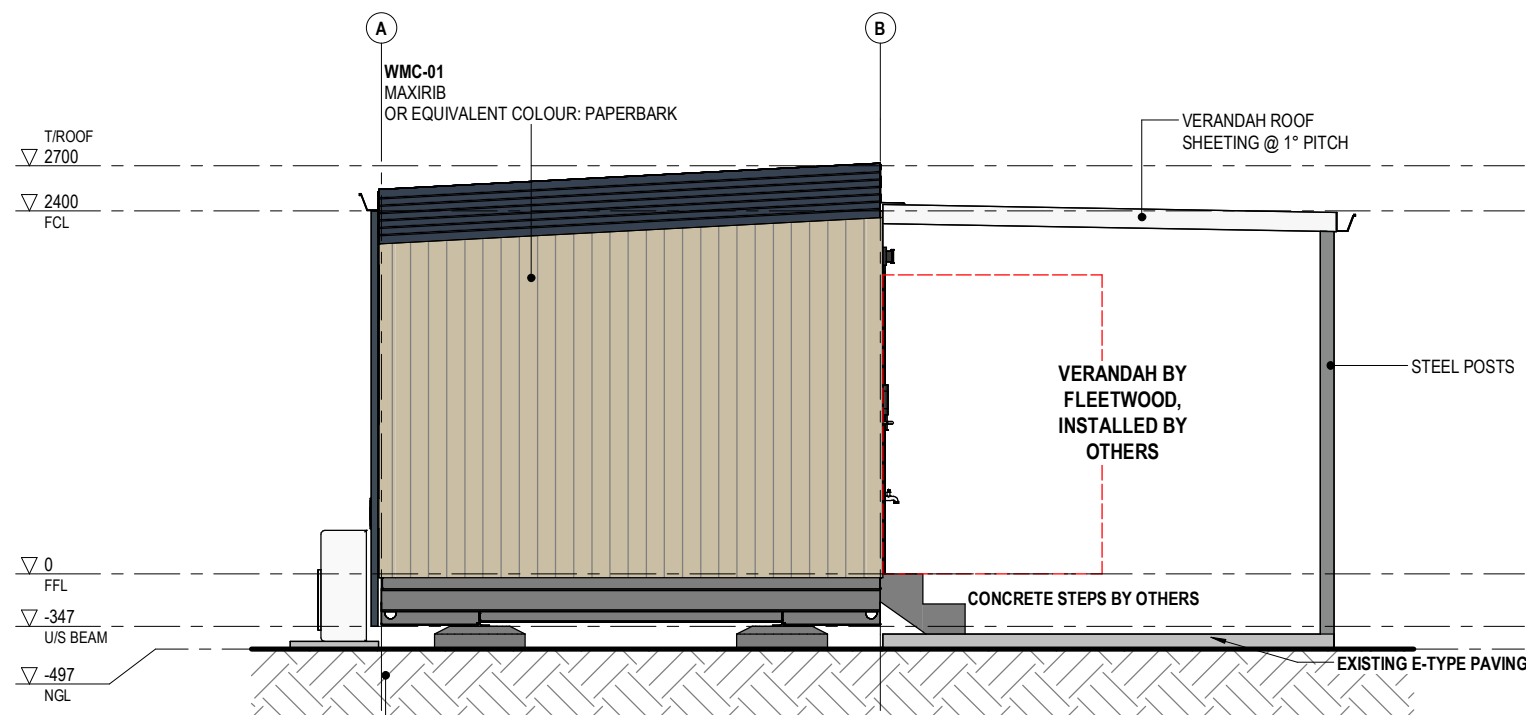 A
B
WMC-01
MAXIRIB
OR EQUIVALENT COLOUR: PAPERBARK
VERANDAH ROOF
SHEETING @ 1° PITCH
T/ROOF
2700
2400
FCL
STEEL POSTS
VERANDAH BY
FLEETWOOD,
INSTALLED BY
OTHERS
0
FFL
CONCRETE STEPS BY OTHERS
-347
U/S BEAM
EXISTING E-TYPE PAVING
-497
NGL